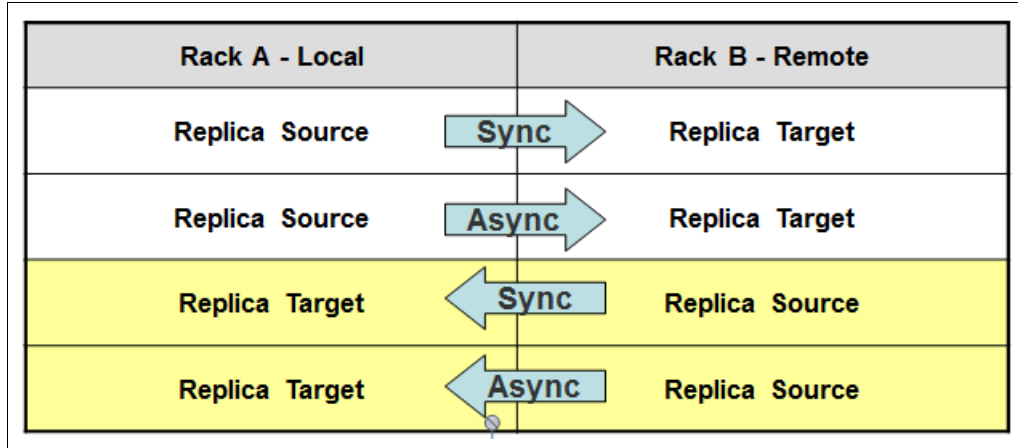 Rack A - Local Rack B - Remote
Replica Source Sync Replica Target
Replica Source Async Replica Target
Replica Target Sync Replica Source
Replica Target Async Replica Source